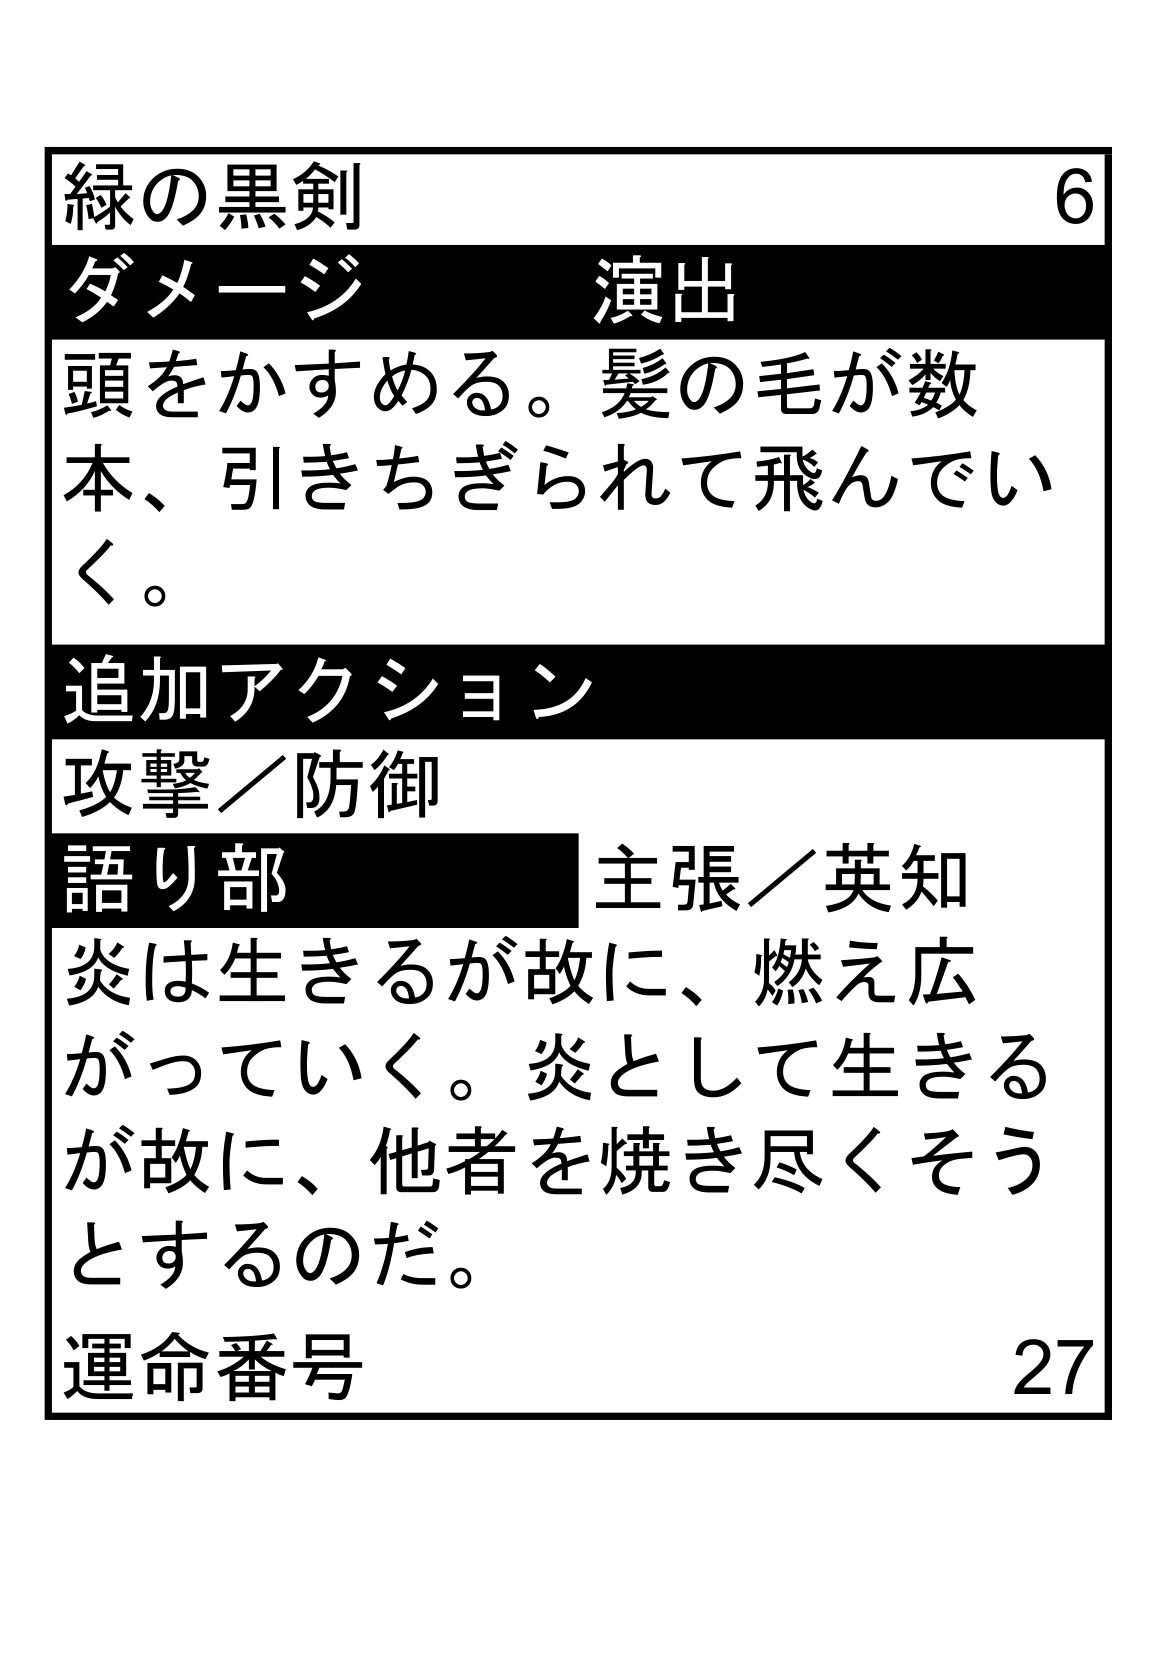 緑の黒剣 6
ダメージ 演出
頭をかすめる。髪の毛が数
本、引きちぎられて飛んでい
く。
追加アクション
攻撃／防御
語り部 主張／英知
炎は生きるが故に、燃え広
がっていく。炎として生きる
が故に、他者を焼き尽くそう
とするのだ。
運命番号 27